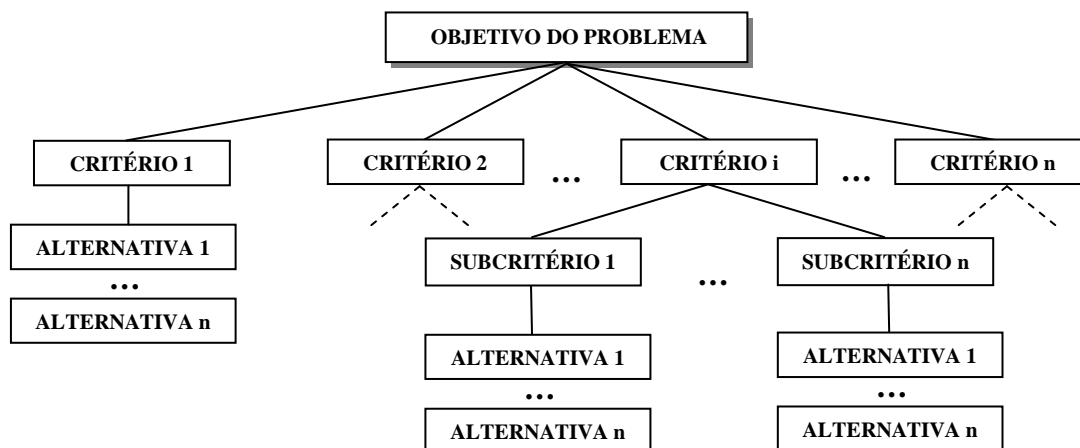 OBJETIVO DO PROBLEMA
CRITÉRIO 1
CRITÉRIO 2
...
CRITÉRIO i
...
CRITÉRIO n
ALTERNATIVA 1
...
ALTERNATIVA n
SUBCRITÉRIO 1
...
SUBCRITÉRIO n
ALTERNATIVA 1
...
ALTERNATIVA n
ALTERNATIVA 1
...
ALTERNATIVA n